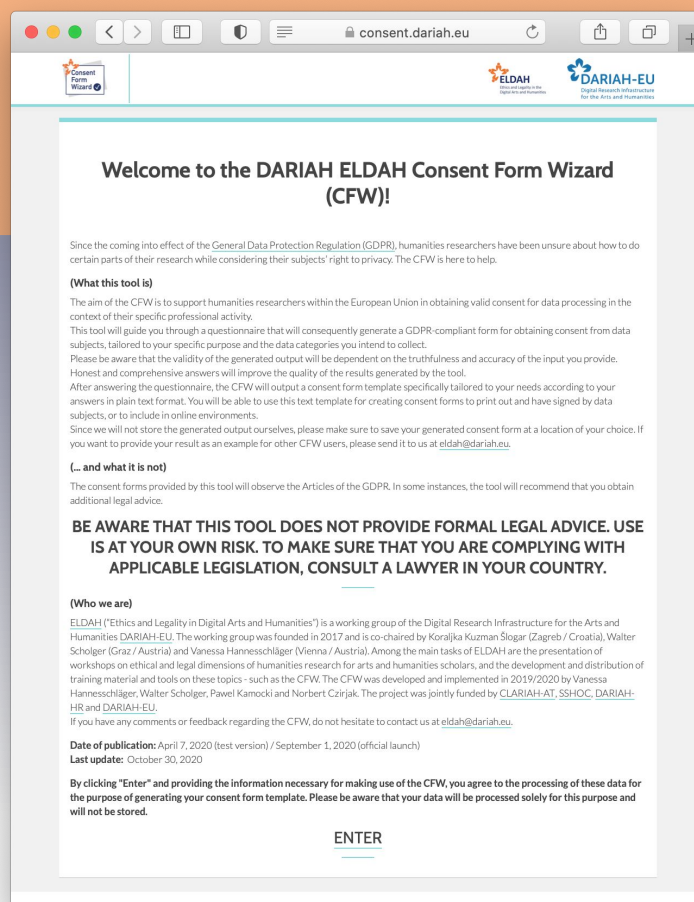 consent.dariah.eu
Consent
Form
Wizard
ELDAH
Ethics and Legality in the
Digital Arts and Humanities
DARIAH-EU
Digital Research Infrastructure
for the Arts and Humanities
Welcome to the DARIAH ELDAH Consent Form Wizard
(CFW)!
Since the coming into effect of the General Data Protection Regulation (GDPR), humanities researchers have been unsure about how to do
certain parts of their research while considering their subjects' right to privacy. The CFW is here to help.
(What this tool is)
The aim of the CFW is to support humanities researchers within the European Union in obtaining valid consent for data processing in the
context of their specific professional activity.
This tool will guide you through a questionnaire that will consequently generate a GDPR-compliant form for obtaining consent from data
subjects, tailored to your specific purpose and the data categories you intend to collect.
Please be aware that the validity of the generated output will be dependent on the truthfulness and accuracy of the input you provide.
Honest and comprehensive answers will improve the quality of the results generated by the tool.
After answering the questionnaire, the CFW will output a consent form template specifically tailored to your needs according to your
answers in plain text format. You will be able to use this text template for creating consent forms to print out and have signed by data
subjects, or to include in online environments.
Since we will not store the generated output ourselves, please make sure to save your generated consent form at a location of your choice. If
you want to provide your result as an example for other CFW users, please send it to us at eldah@dariah.eu.
(... and what it is not)
The consent forms provided by this tool will observe the Articles of the GDPR. In some instances, the tool will recommend that you obtain
additional legal advice.
BE AWARE THAT THIS TOOL DOES NOT PROVIDE FORMAL LEGAL ADVICE. USE
IS AT YOUR OWN RISK. TO MAKE SURE THAT YOU ARE COMPLYING WITH
APPLICABLE LEGISLATION, CONSULT A LAWYER IN YOUR COUNTRY.
(Who we are)
ELDAH ("Ethics and Legality in Digital Arts and Humanities") is a working group of the Digital Research Infrastructure for the Arts and
Humanities DARIAH-EU. The working group was founded in 2017 and is co-chaired by Koraljka Kuzman Šlogar (Zagreb / Croatia), Walter
Scholger (Graz / Austria) and Vanessa Hannesschläger (Vienna / Austria). Among the main tasks of ELDAH are the presentation of
workshops on ethical and legal dimensions of humanities research for arts and humanities scholars, and the development and distribution of
training material and tools on these topics - such as the CFW. The CFW was developed and implemented in 2019/2020 by Vanessa
Hannesschläger, Walter Scholger, Pawel Kamocki and Norbert Czirjak. The project was jointly funded by CLARIAH-AT, SSHOC, DARIAH-
HR and DARIAH-EU.
If you have any comments or feedback regarding the CFW, do not hesitate to contact us at eldah@dariah.eu.
Date of publication: April 7, 2020 (test version) / September 1, 2020 (official launch)
Last update: October 30, 2020
By clicking "Enter" and providing the information necessary for making use of the CFW, you agree to the processing of these data for
the purpose of generating your consent form template. Please be aware that your data will be processed solely for this purpose and
will not be stored.
ENTER